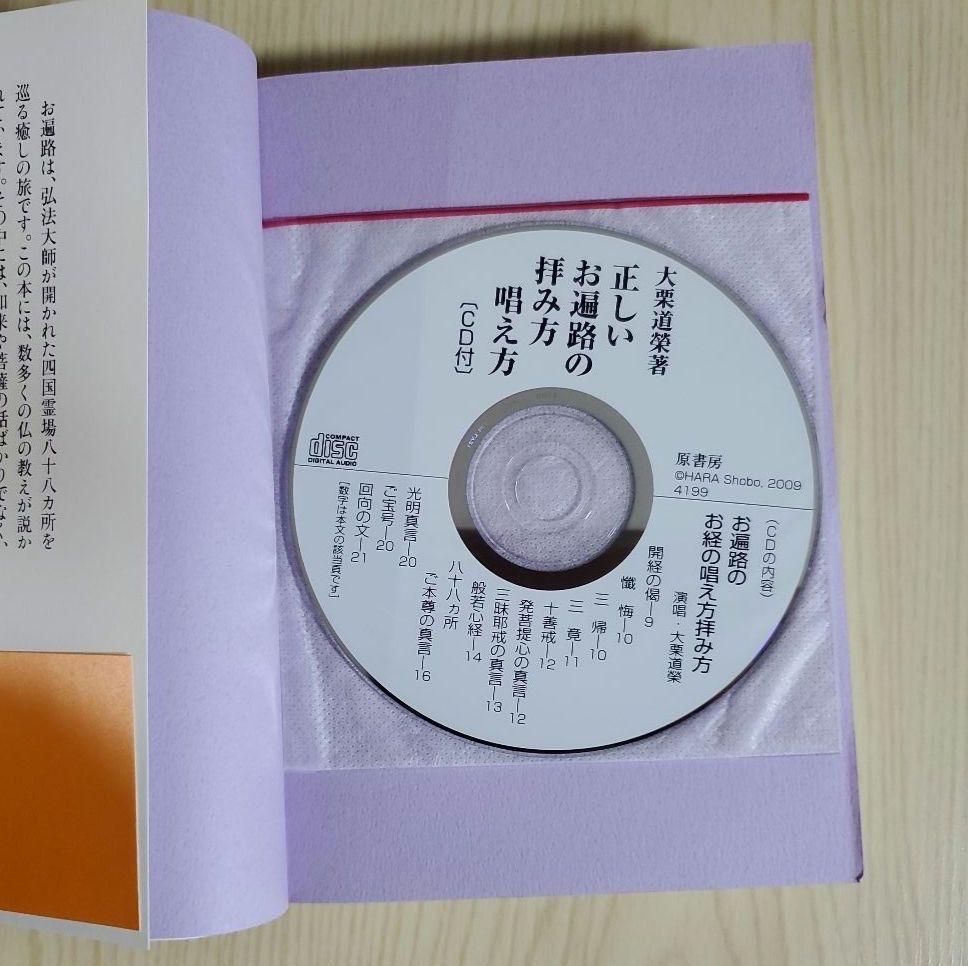 お遍路は、弘法大師が開かれた四国霊場八十八カ所を
巡る癒しの旅です。この本には、数多くの仏の教えが説か
大栗道榮著
正しい
お遍路の
拝み方
唱え方
〔CD付〕
COMPACT
disc
DIGITAL AUDIO
原書房
©HARA Shobo, 2009
4199
(CDの内容)
お遍路の
お経の唱え方拝み方
演唱・大栗道榮
開経の偈—9
懺悔—10
三帰—10
三竟—11
十善戒—12
発菩提心の真言—12
三昧耶戒の真言—13
般若心経—14
八十八ヵ所
ご本尊の真言—16
光明真言—20
ご宝号—20
回向の文—21
〔数字は本文の該当頁です〕